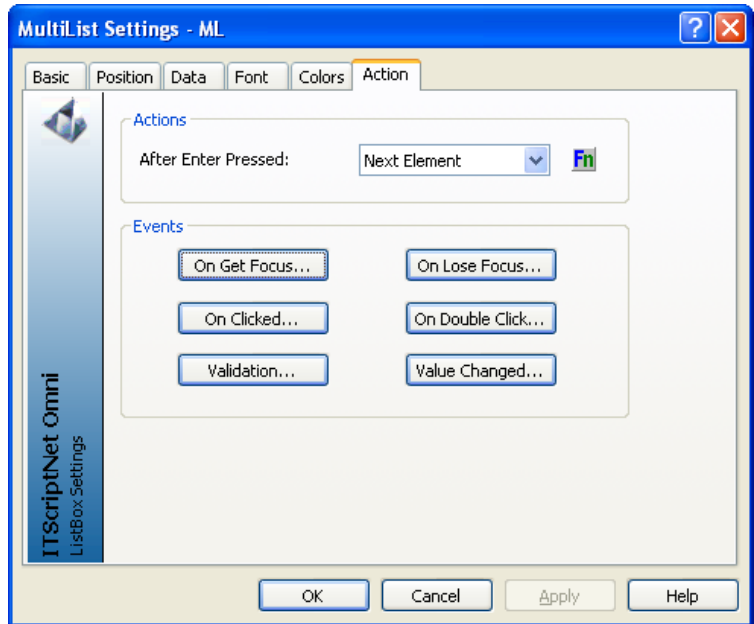 MultiList Settings - ML
Basic Position Data Font Colors Action
Actions
After Enter Pressed: Next Element Fn
Events
On Get Focus... On Lose Focus...
On Clicked... On Double Click...
Validation... Value Changed...
ITScriptNet Omni
ListBox Settings
OK Cancel Apply Help